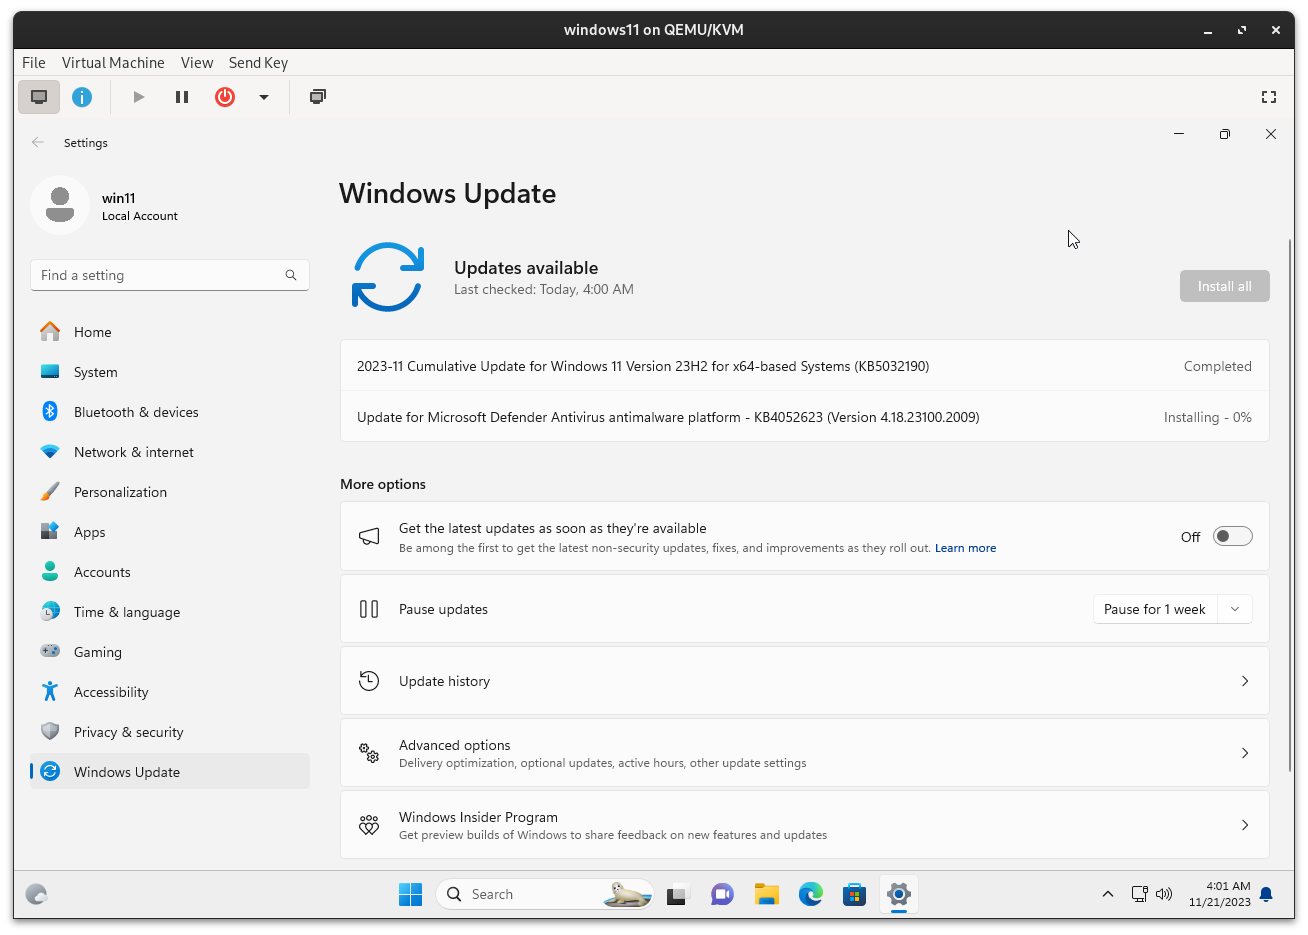 windows11 on QEMU/KVM
File Virtual Machine View Send Key
Settings
win11
Local Account
Find a setting
Home
System
Bluetooth & devices
Network & internet
Personalization
Apps
Accounts
Time & language
Gaming
Accessibility
Privacy & security
Windows Update
Windows Update
Updates available
Last checked: Today, 4:00 AM
Install all
2023-11 Cumulative Update for Windows 11 Version 23H2 for x64-based Systems (KB5032190) Completed
Update for Microsoft Defender Antivirus antimalware platform - KB4052623 (Version 4.18.23100.2009) Installing - 0%
More options
Get the latest updates as soon as they're available
Be among the first to get the latest non-security updates, fixes, and improvements as they roll out. Learn more
Off
Pause updates
Pause for 1 week
Update history
Advanced options
Delivery optimization, optional updates, active hours, other update settings
Windows Insider Program
Get preview builds of Windows to share feedback on new features and updates
Search
4:01 AM
11/21/2023